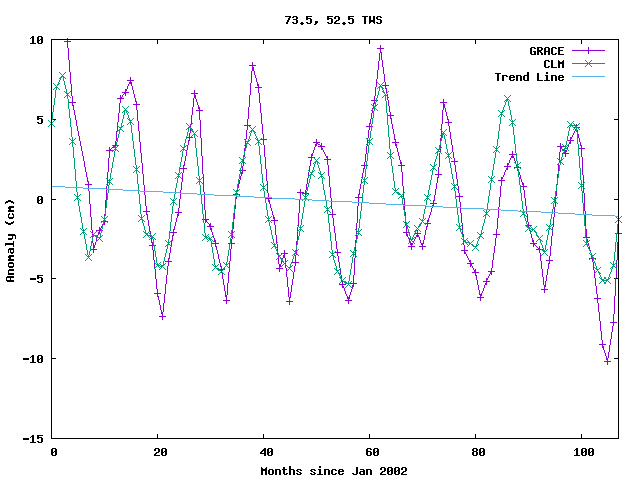 73.5, 52.5 TWS
GRACE
CLM
Trend Line
10
5
0
-5
-10
-15
Anomaly (cm)
0 20 40 60 80 100
Months since Jan 2002